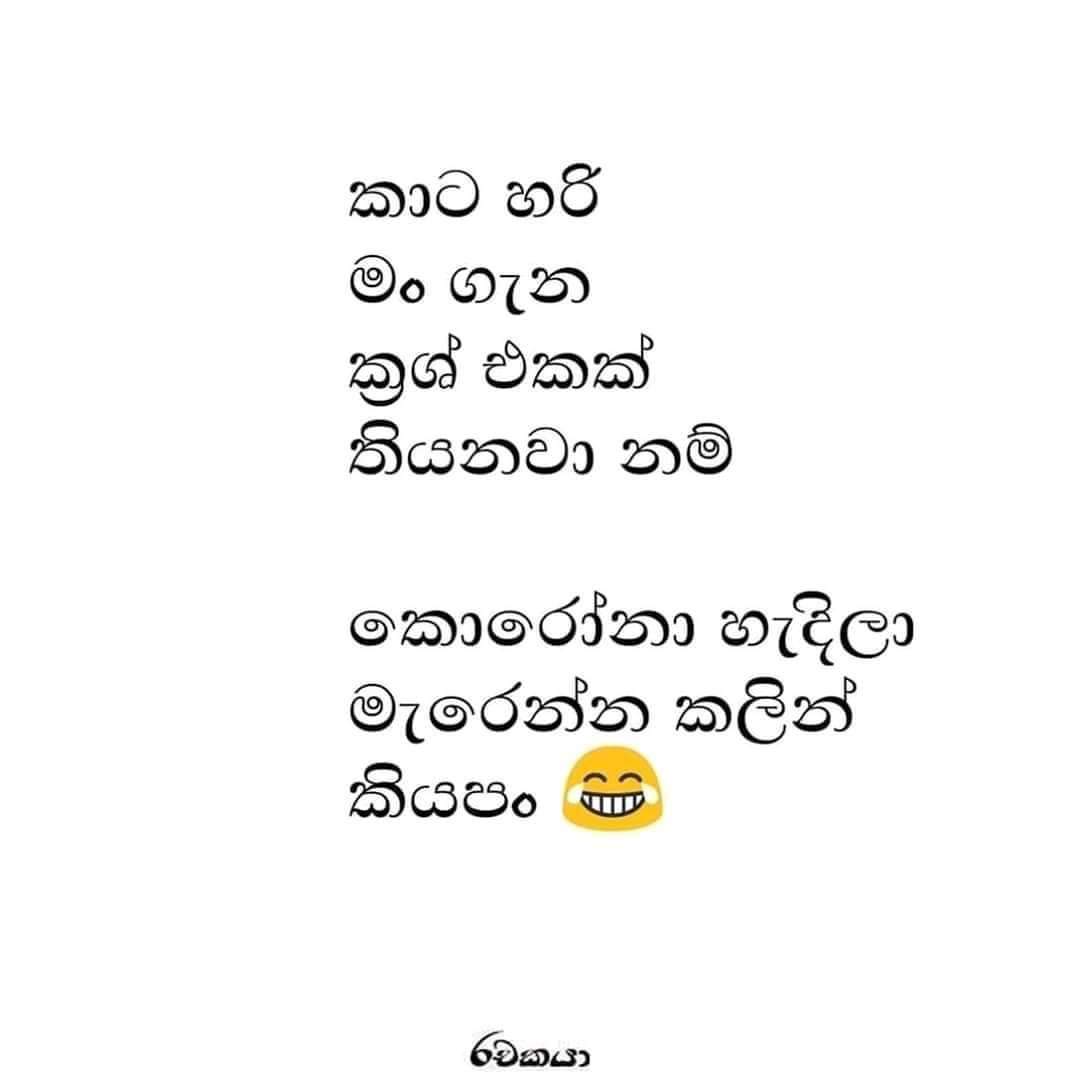 කාට හරි
මං ගැන
ක්‍රශ් එකක්
තියනවා නම්
කොරෝනා හැදිලා
මැරෙන්න කලින්
කියපං 😂
රචකයා